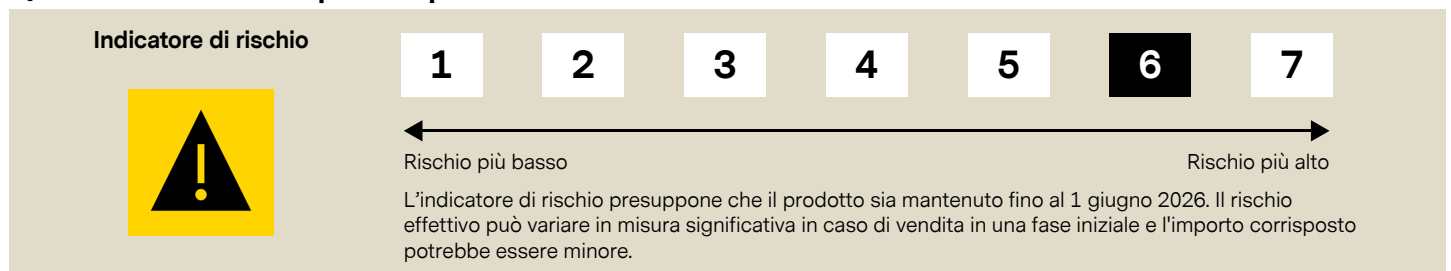 Indicatore di rischio
1 2 3 4 5 6 7
Rischio più basso Rischio più alto
L'indicatore di rischio presuppone che il prodotto sia mantenuto fino al 1 giugno 2026. Il rischio
effettivo può variare in misura significativa in caso di vendita in una fase iniziale e l'importo corrisposto
potrebbe essere minore.